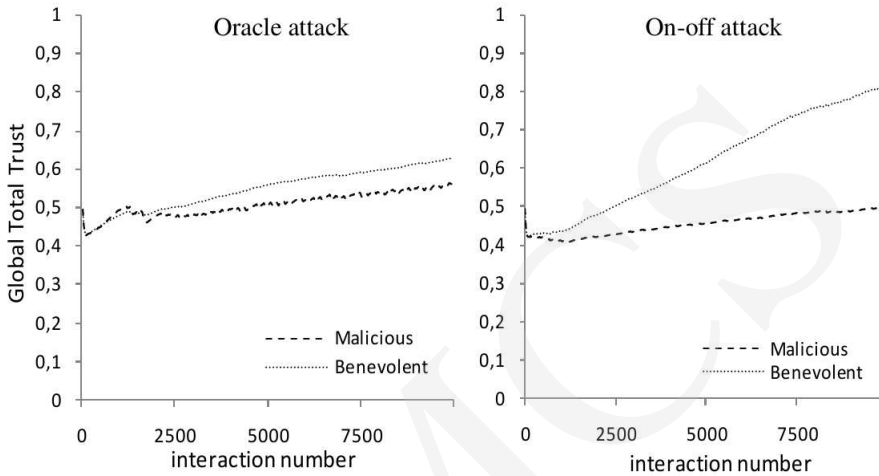 Oracle attack
Global Total Trust
1
0,9
0,8
0,7
0,6
0,5
0,4
0,3
0,2
0,1
0
Malicious
Benevolent
0 2500 5000 7500
interaction number
On-off attack
1
0,9
0,8
0,7
0,6
0,5
0,4
0,3
0,2
0,1
0
Malicious
Benevolent
0 2500 5000 7500
interaction number
MCS